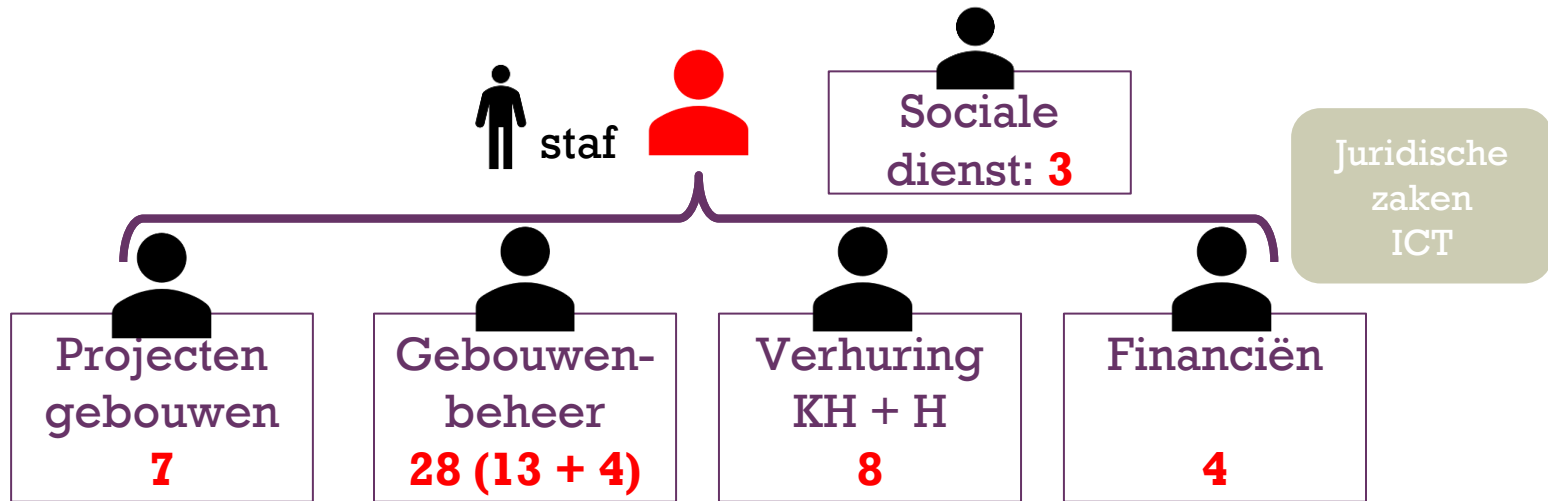 staf
Sociale
dienst: 3
Juridische
zaken
ICT
Projecten
gebouwen
7
Gebouwen-
beheer
28 (13 + 4)
Verhuring
KH + H
8
Financiën
4